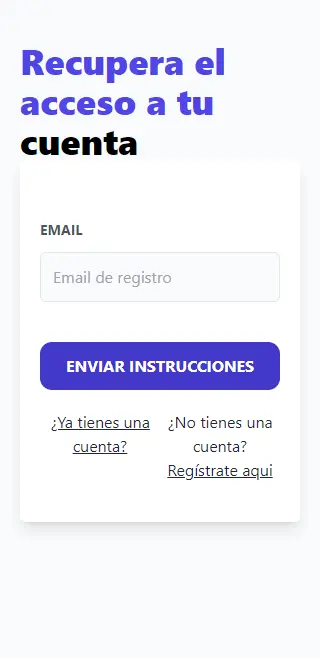 Recupera el
acceso a tu
cuenta
EMAIL
Email de registro
ENVIAR INSTRUCCIONES
¿Ya tienes una
cuenta?
¿No tienes una
cuenta?
Regístrate aqui